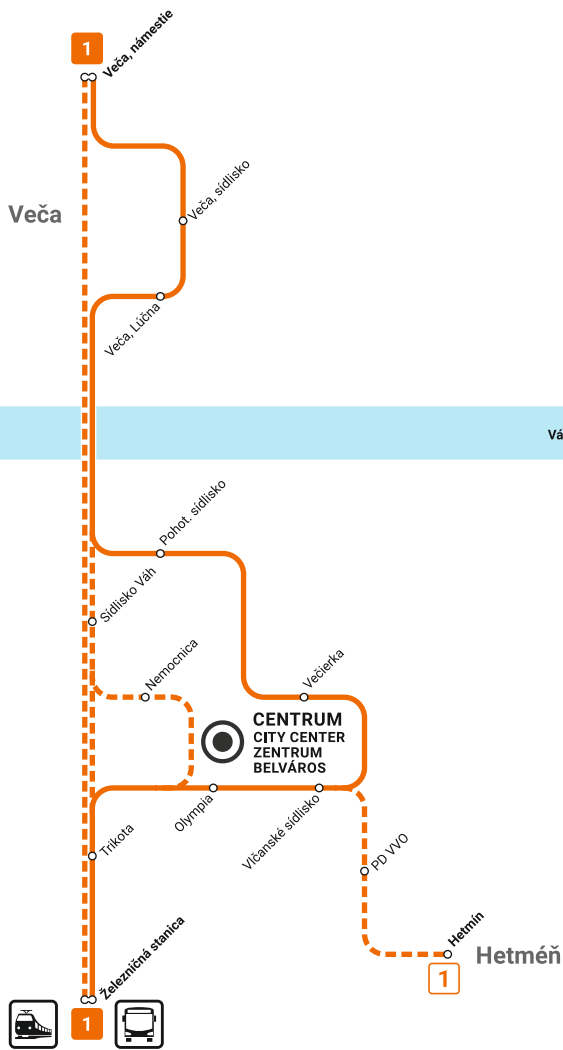 1
Veča, námestie
Veča
Veča, sídlisko
Veča, Lúčna
Vá
Pohot. sídlisko
Sídlisko Váh
Nemocnica
Večierka
CENTRUM
CITY CENTER
ZENTRUM
BELVÁROS
Olympia
Vlčanské sídlisko
Trikota
PD VVO
Hetmín
Hetméň
1
Železničná stanica
1